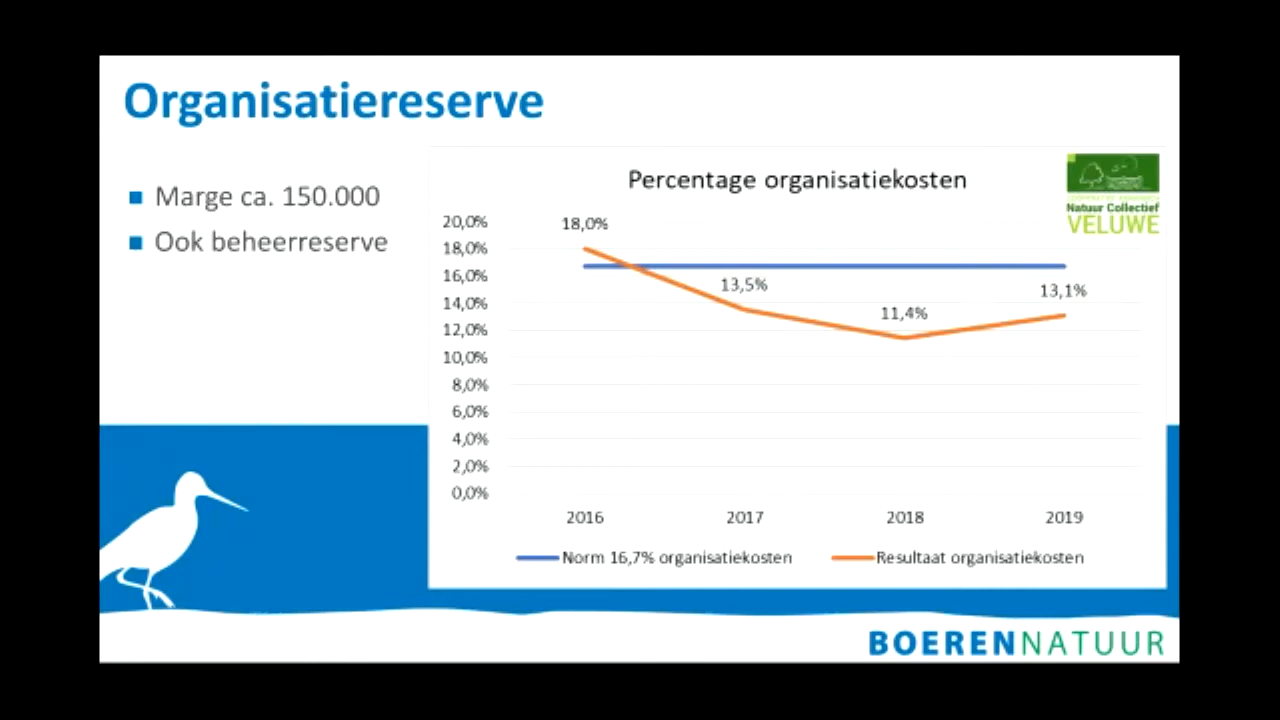 Organisatiereserve
Marge ca. 150.000
Ook beheerreserve
Percentage organisatiekosten
Natuur Collectief
VELUWE
20,0%
18,0%
16,0%
14,0%
12,0%
10,0%
8,0%
6,0%
4,0%
2,0%
0,0%
18,0%
13,5%
11,4%
13,1%
2016 2017 2018 2019
Norm 16,7% organisatiekosten Resultaat organisatiekosten
BOERENNATUUR